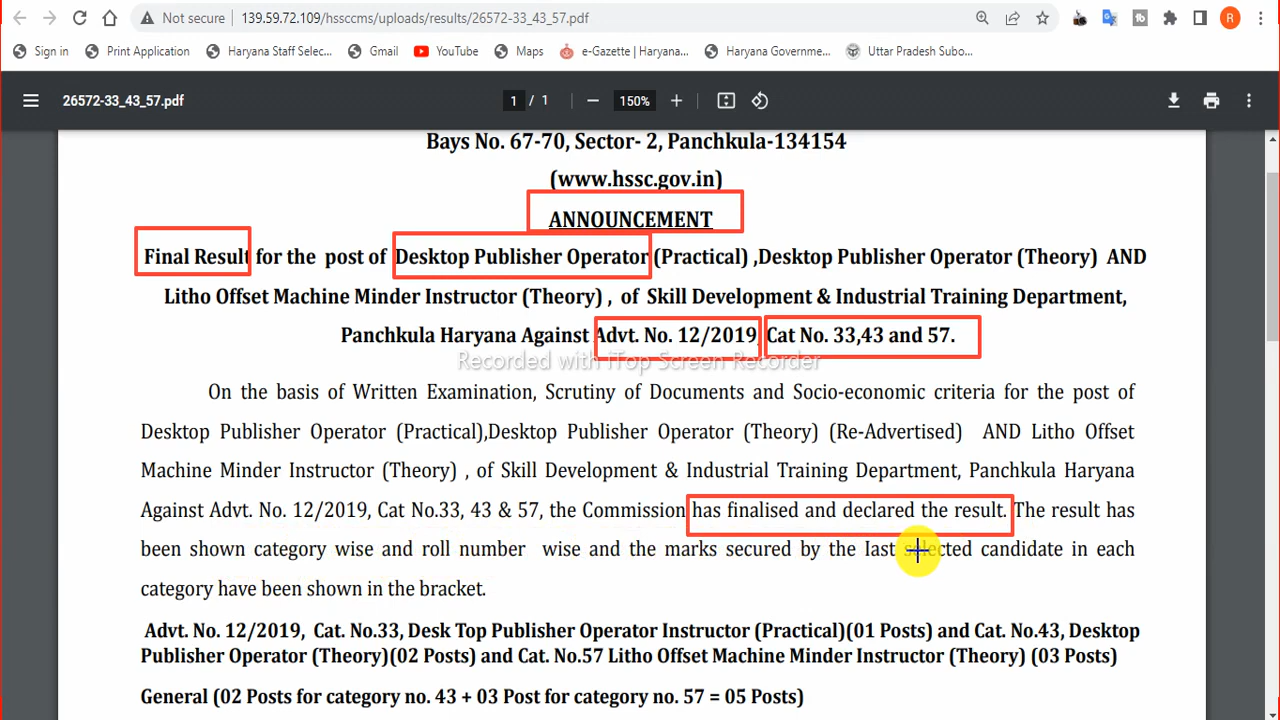 Not secure | 139.59.72.109/hssccms/uploads/results/26572-33_43_57.pdf
R
Sign in Print Application Haryana Staff Selec... Gmail YouTube Maps e-Gazette | Haryana... Haryana Governme... Uttar Pradesh Subo...
26572-33_43_57.pdf 1 / 1 — 150% +
Bays No. 67-70, Sector- 2, Panchkula-134154
(www.hssc.gov.in)
ANNOUNCEMENT
Final Result for the post of Desktop Publisher Operator (Practical) ,Desktop Publisher Operator (Theory) AND
Litho Offset Machine Minder Instructor (Theory) , of Skill Development & Industrial Training Department,
Panchkula Haryana Against Advt. No. 12/2019, Cat No. 33,43 and 57.
Recorded with iTop Screen Recorder
On the basis of Written Examination, Scrutiny of Documents and Socio-economic criteria for the post of
Desktop Publisher Operator (Practical),Desktop Publisher Operator (Theory) (Re-Advertised) AND Litho Offset
Machine Minder Instructor (Theory) , of Skill Development & Industrial Training Department, Panchkula Haryana
Against Advt. No. 12/2019, Cat No.33, 43 & 57, the Commission has finalised and declared the result. The result has
been shown category wise and roll number wise and the marks secured by the last selected candidate in each
category have been shown in the bracket.
Advt. No. 12/2019, Cat. No.33, Desk Top Publisher Operator Instructor (Practical)(01 Posts) and Cat. No.43, Desktop
Publisher Operator (Theory)(02 Posts) and Cat. No.57 Litho Offset Machine Minder Instructor (Theory) (03 Posts)
General (02 Posts for category no. 43 + 03 Post for category no. 57 = 05 Posts)